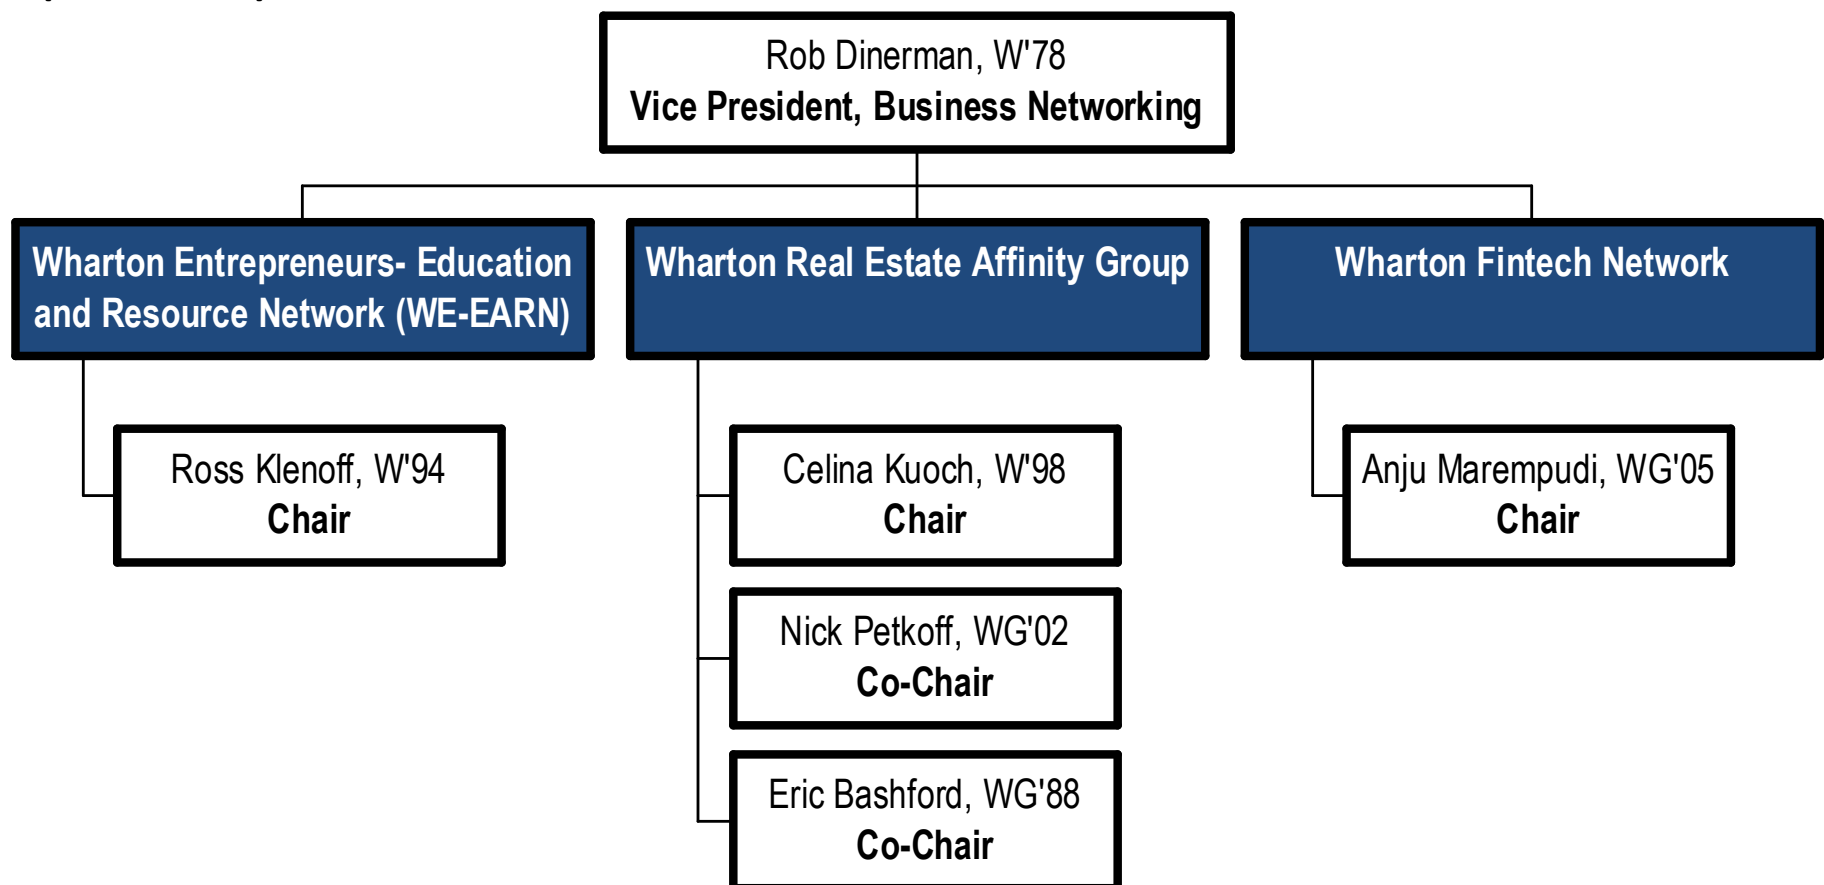 Rob Dinerman, W'78
Vice President, Business Networking
Wharton Entrepreneurs- Education
and Resource Network (WE-EARN)
Wharton Real Estate Affinity Group
Wharton Fintech Network
Ross Klenoff, W'94
Chair
Celina Kuoch, W'98
Chair
Anju Marempudi, WG'05
Chair
Nick Petkoff, WG'02
Co-Chair
Eric Bashford, WG'88
Co-Chair